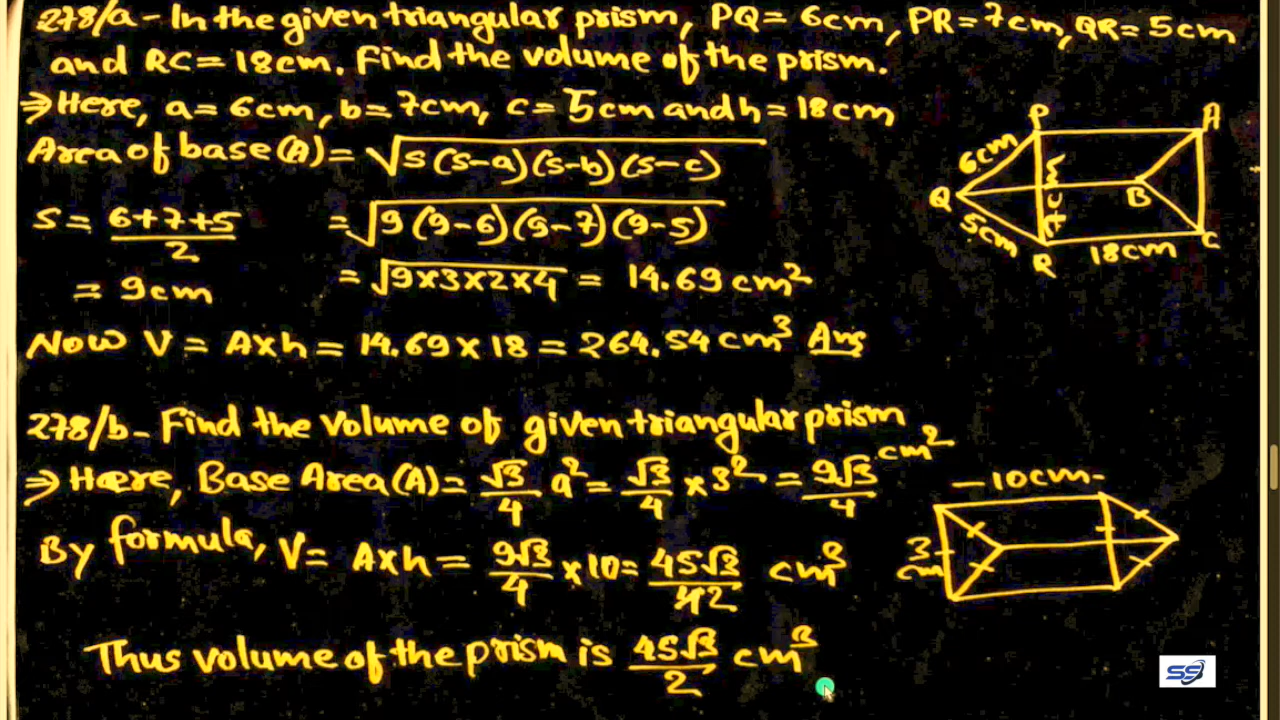 278/a- In the given triangular prism, PQ= 6cm, PR=7cm, QR=5cm
and RC=18cm. Find the volume of the prism.
⇒ Here, a= 6cm, b= 7cm, c= 5cm and h=18cm
Area of base(A)= √s(s-a)(s-b)(s-c)
S= 6+7+5/2 = √9(9-6)(9-7)(9-5)
= 9cm = √9×3×2×4 = 14.69 cm²
Now V = A×h = 14.69×18 = 264.54 cm³ Ans
P A
6cm 7cm
Q B
5cm 18cm
R C
278/b- Find the volume of given triangular prism
⇒ Here, Base Area(A)= √3/4 a² = √3/4 × 3² = 9√3/4 cm²
By formula, V= A×h = 9√3/4 ×10= 45√3/2 cm³
Thus volume of the prism is 45√3/2 cm³
10cm
3
cm
S9